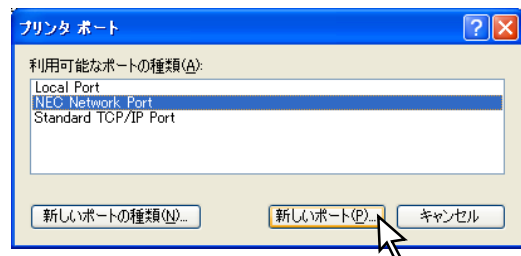 プリンタ ポート
利用可能なポートの種類(A):
Local Port
NEC Network Port
Standard TCP/IP Port
新しいポートの種類(N)... 新しいポート(P)... キャンセル